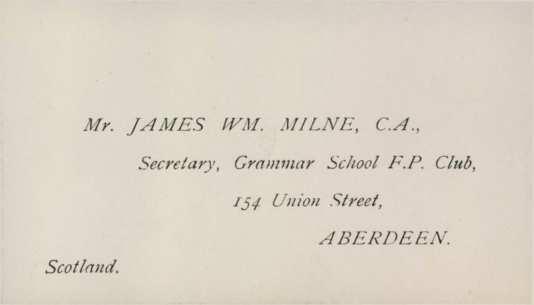 Mr. JAMES WM. MILNE, C.A.,
Secretary, Grammar School F.P. Club,
154 Union Street,
ABERDEEN.
Scotland.